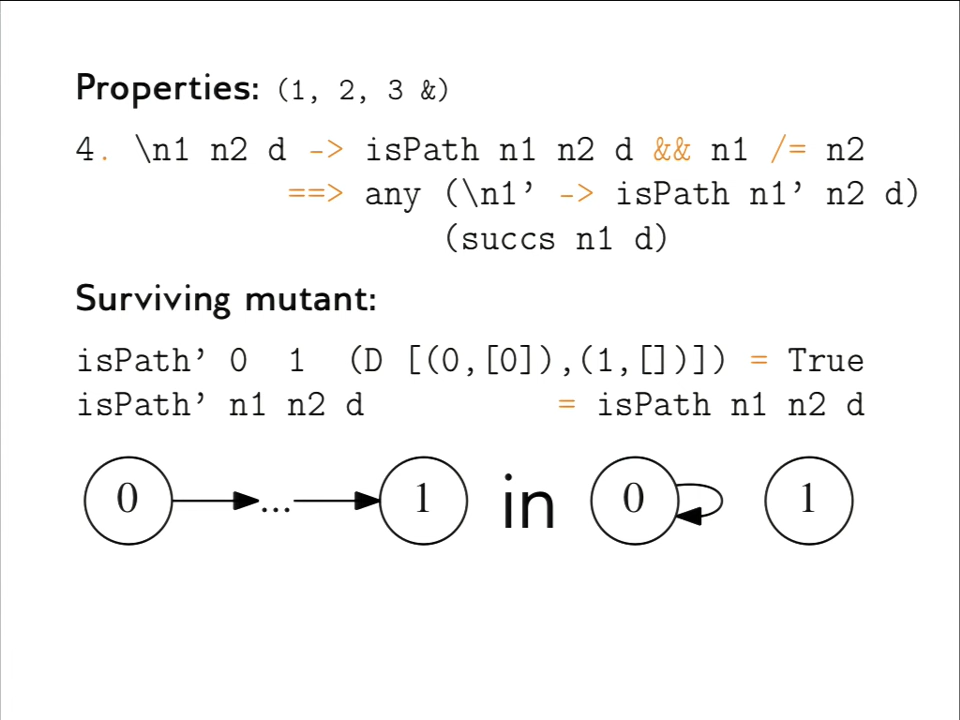 Properties: (1, 2, 3 &)
4. \n1 n2 d -> isPath n1 n2 d && n1 /= n2
==> any (\n1’ -> isPath n1’ n2 d)
(succs n1 d)
Surviving mutant:
isPath’ 0 1 (D [(0,[0]),(1,[])]) = True
isPath’ n1 n2 d = isPath n1 n2 d
0 ... 1 in 0 1